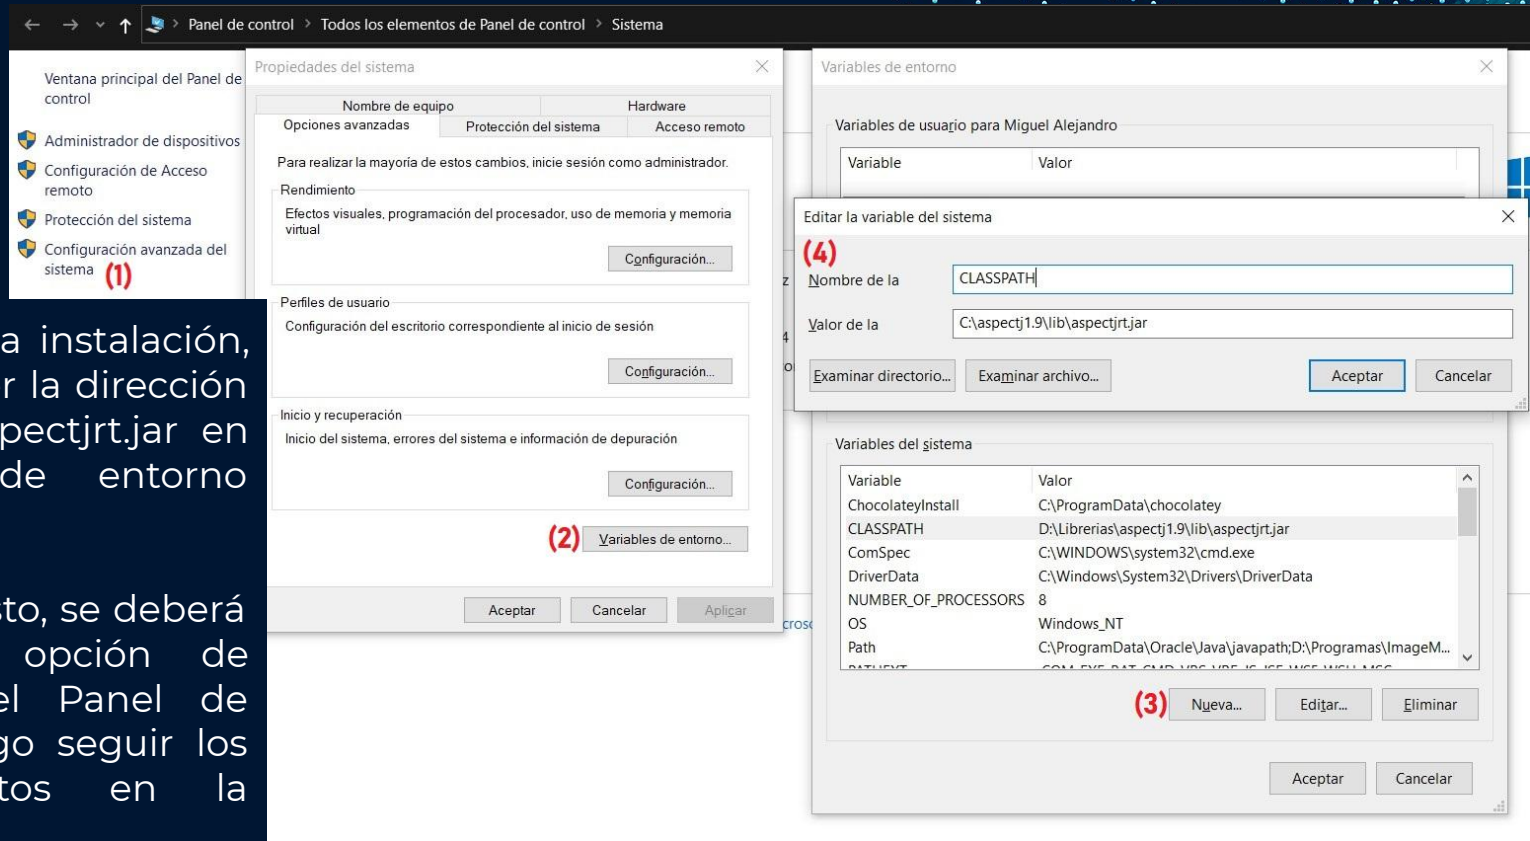 Panel de control > Todos los elementos de Panel de control > Sistema
Ventana principal del Panel de
control
Administrador de dispositivos
Configuración de Acceso
remoto
Protección del sistema
Configuración avanzada del
sistema (1)
a instalación,
r la dirección
pectjrt.jar en
de entorno
sto, se deberá
opción de
el Panel de
go seguir los
tos en la
Propiedades del sistema
Nombre de equipo Hardware
Opciones avanzadas Protección del sistema Acceso remoto
Para realizar la mayoría de estos cambios, inicie sesión como administrador.
Rendimiento
Efectos visuales, programación del procesador, uso de memoria y memoria
virtual
Configuración...
Perfiles de usuario
Configuración del escritorio correspondiente al inicio de sesión
Configuración...
Inicio y recuperación
Inicio del sistema, errores del sistema e información de depuración
Configuración...
(2) Variables de entorno...
Aceptar Cancelar Aplicar
Variables de entorno
Variables de usuario para Miguel Alejandro
Variable Valor
Editar la variable del sistema
(4)
Nombre de la CLASSPATH
Valor de la C:\aspectj1.9\lib\aspectjrt.jar
Examinar directorio... Examinar archivo... Aceptar Cancelar
Variables del sistema
Variable Valor
ChocolateyInstall C:\ProgramData\chocolatey
CLASSPATH D:\Librerias\aspectj1.9\lib\aspectjrt.jar
ComSpec C:\WINDOWS\system32\cmd.exe
DriverData C:\Windows\System32\Drivers\DriverData
NUMBER_OF_PROCESSORS 8
OS Windows_NT
Path C:\ProgramData\Oracle\Java\javapath;D:\Programas\ImageM...
(3) Nueva... Editar... Eliminar
Aceptar Cancelar